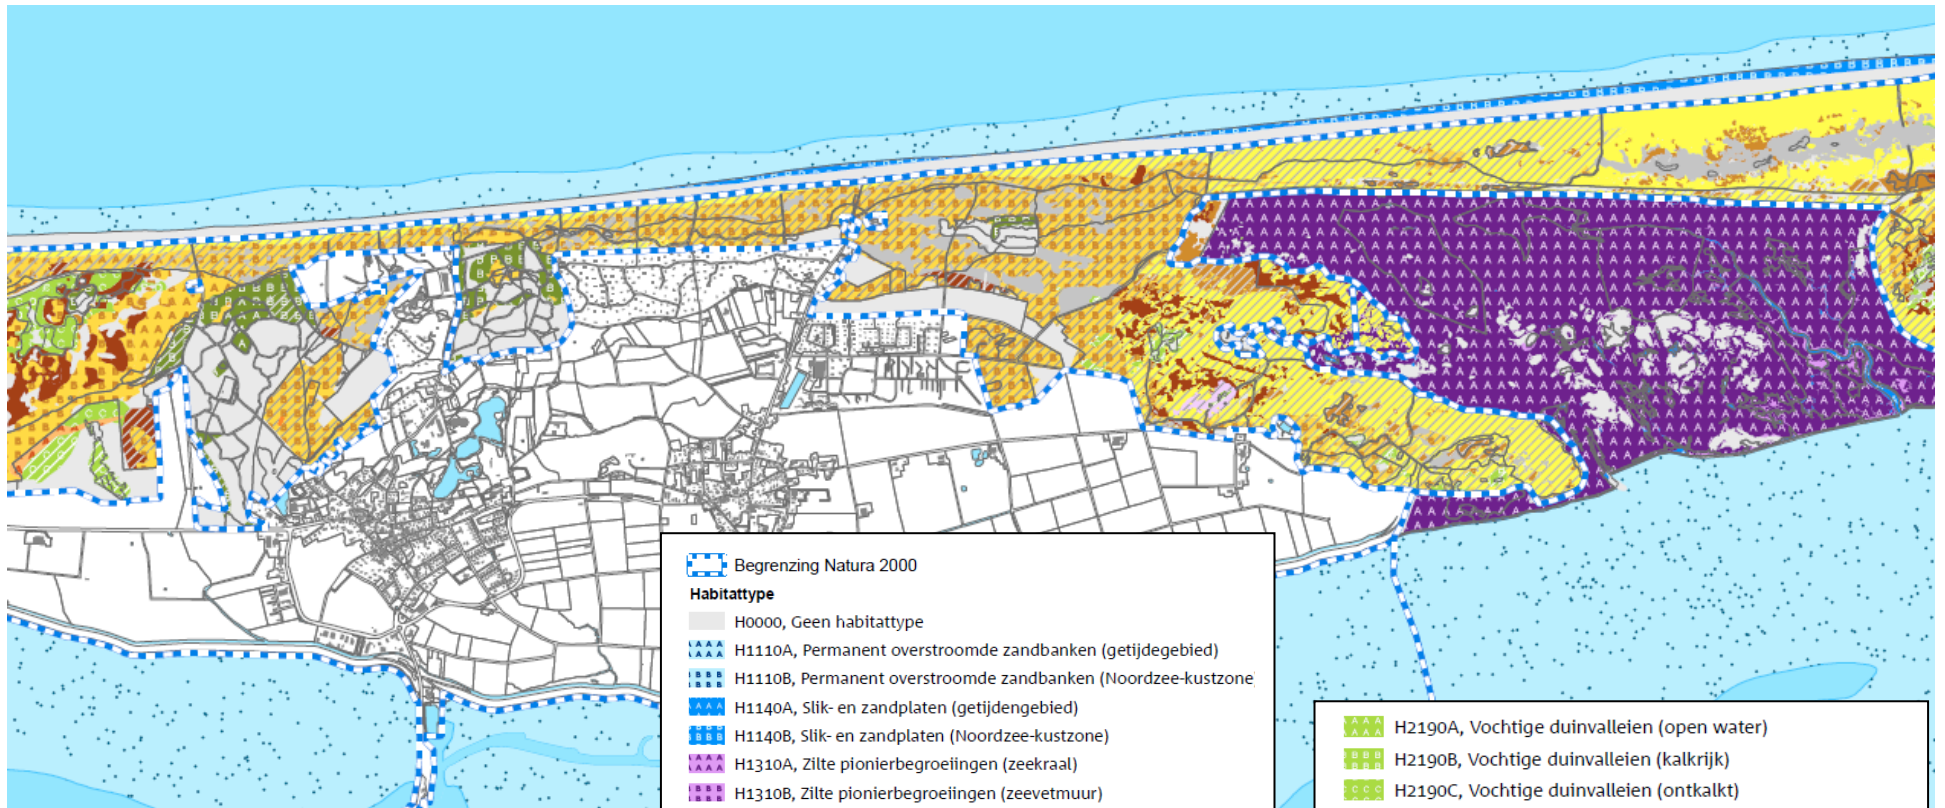 Begrenzing Natura 2000
Habitattype
H0000, Geen habitattype
H1110A, Permanent overstroomde zandbanken (getijdegebied)
H1110B, Permanent overstroomde zandbanken (Noordzee-kustzone
H1140A, Slik- en zandplaten (getijdengebied)
H1140B, Slik- en zandplaten (Noordzee-kustzone)
H1310A, Zilte pionierbegroeiingen (zeekraal)
H1310B, Zilte pionierbegroeiingen (zeevetmuur)
H2190A, Vochtige duinvalleien (open water)
H2190B, Vochtige duinvalleien (kalkrijk)
H2190C, Vochtige duinvalleien (ontkalkt)